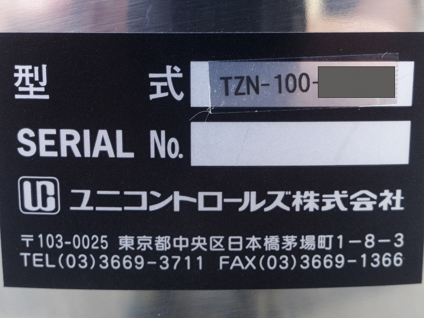 型式 TZN-100-
SERIAL No.
UC ユニコントロールズ株式会社
〒103-0025 東京都中央区日本橋茅場町1-8-3
TEL(03)3669-3711 FAX(03)3669-1366